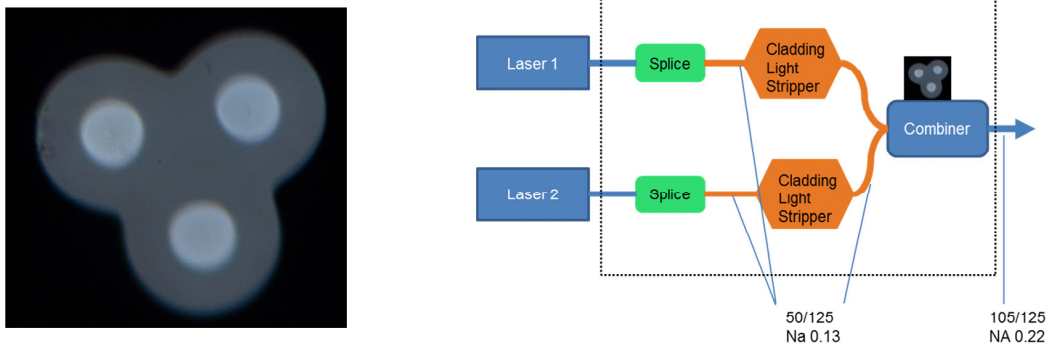 Laser 1
Splice
Cladding
Light
Stripper
Combiner
Laser 2
Splice
Cladding
Light
Stripper
50/125
Na 0.13
105/125
NA 0.22